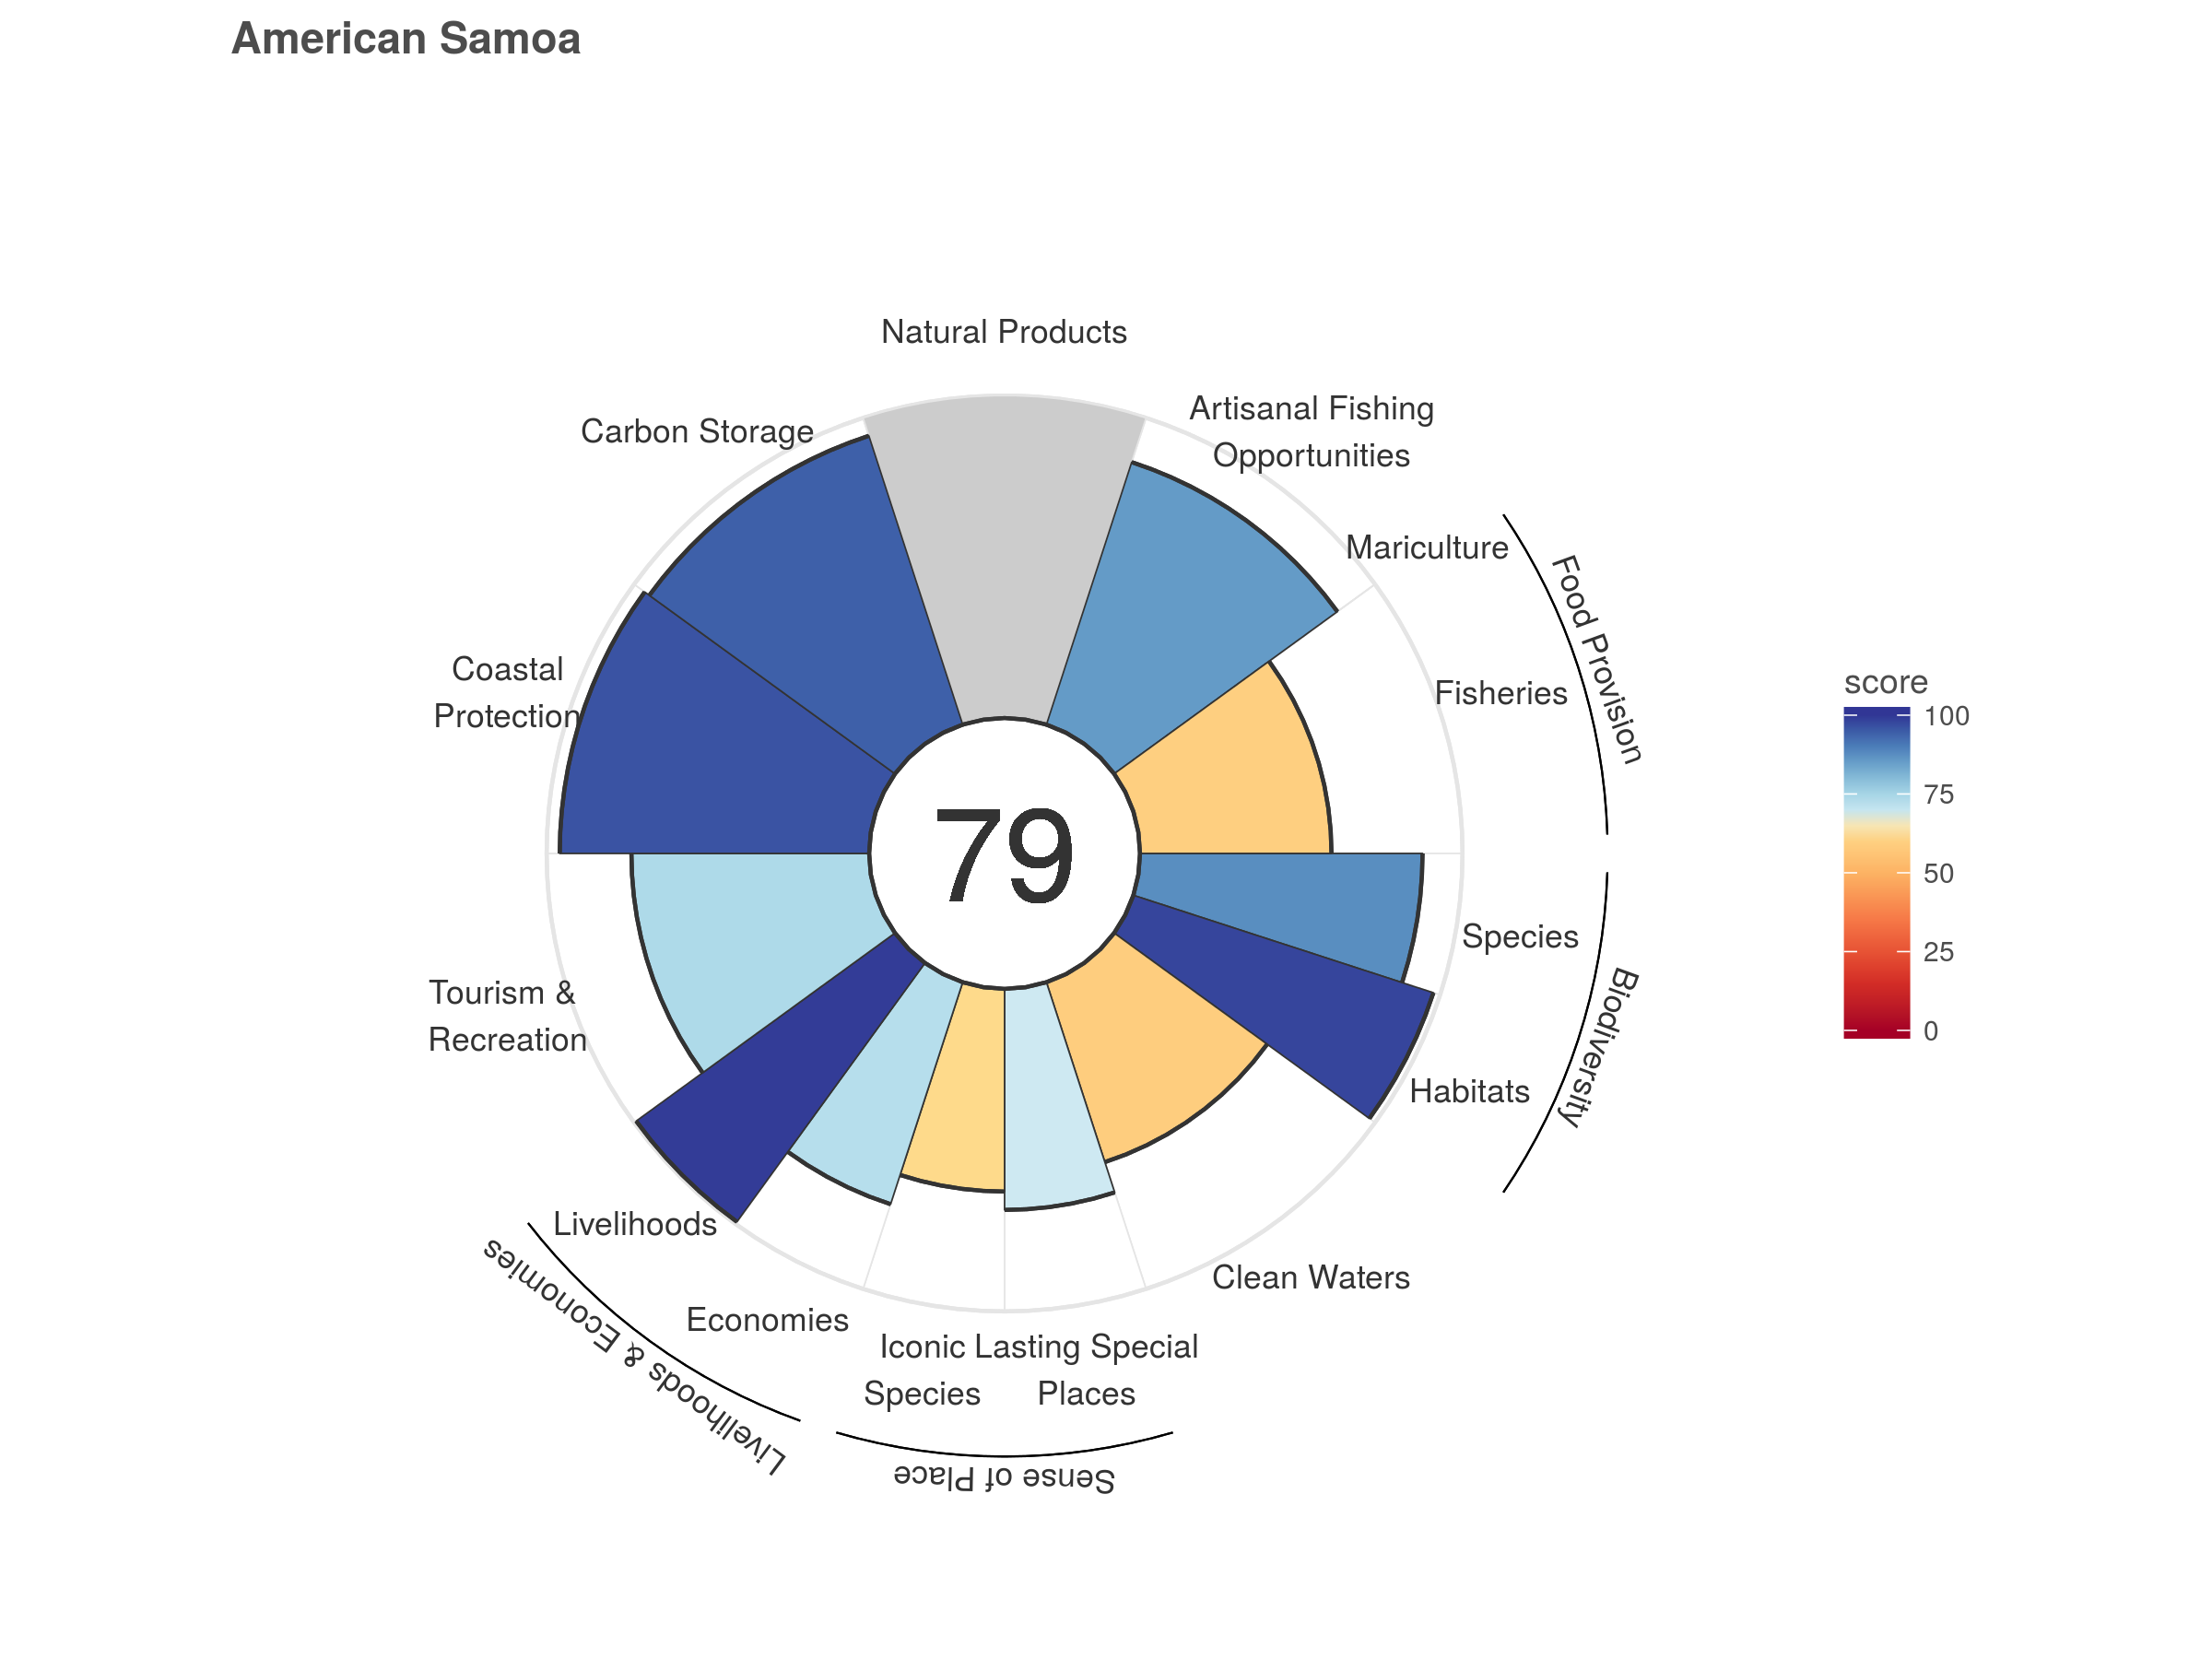 American Samoa
Natural Products
Artisanal Fishing
Opportunities
Carbon Storage
Mariculture
Food Provision
Fisheries
Coastal
Protection
score
100
75
50
25
0
79
Species
Biodiversity
Habitats
Tourism &
Recreation
Livelihoods
Livelihoods & Economies
Economies
Clean Waters
Iconic
Species
Lasting Special
Places
Sense of Place